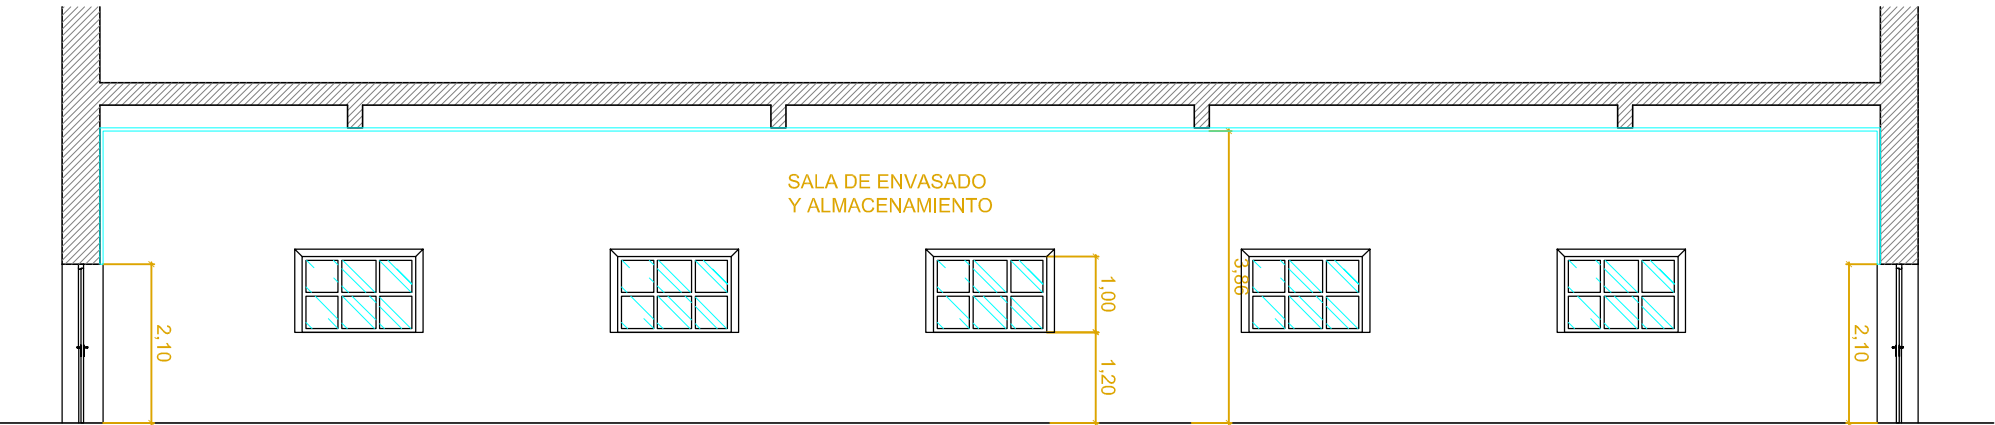 SALA DE ENVASADO
Y ALMACENAMIENTO
2,10
1,00
1,20
3,86
2,10